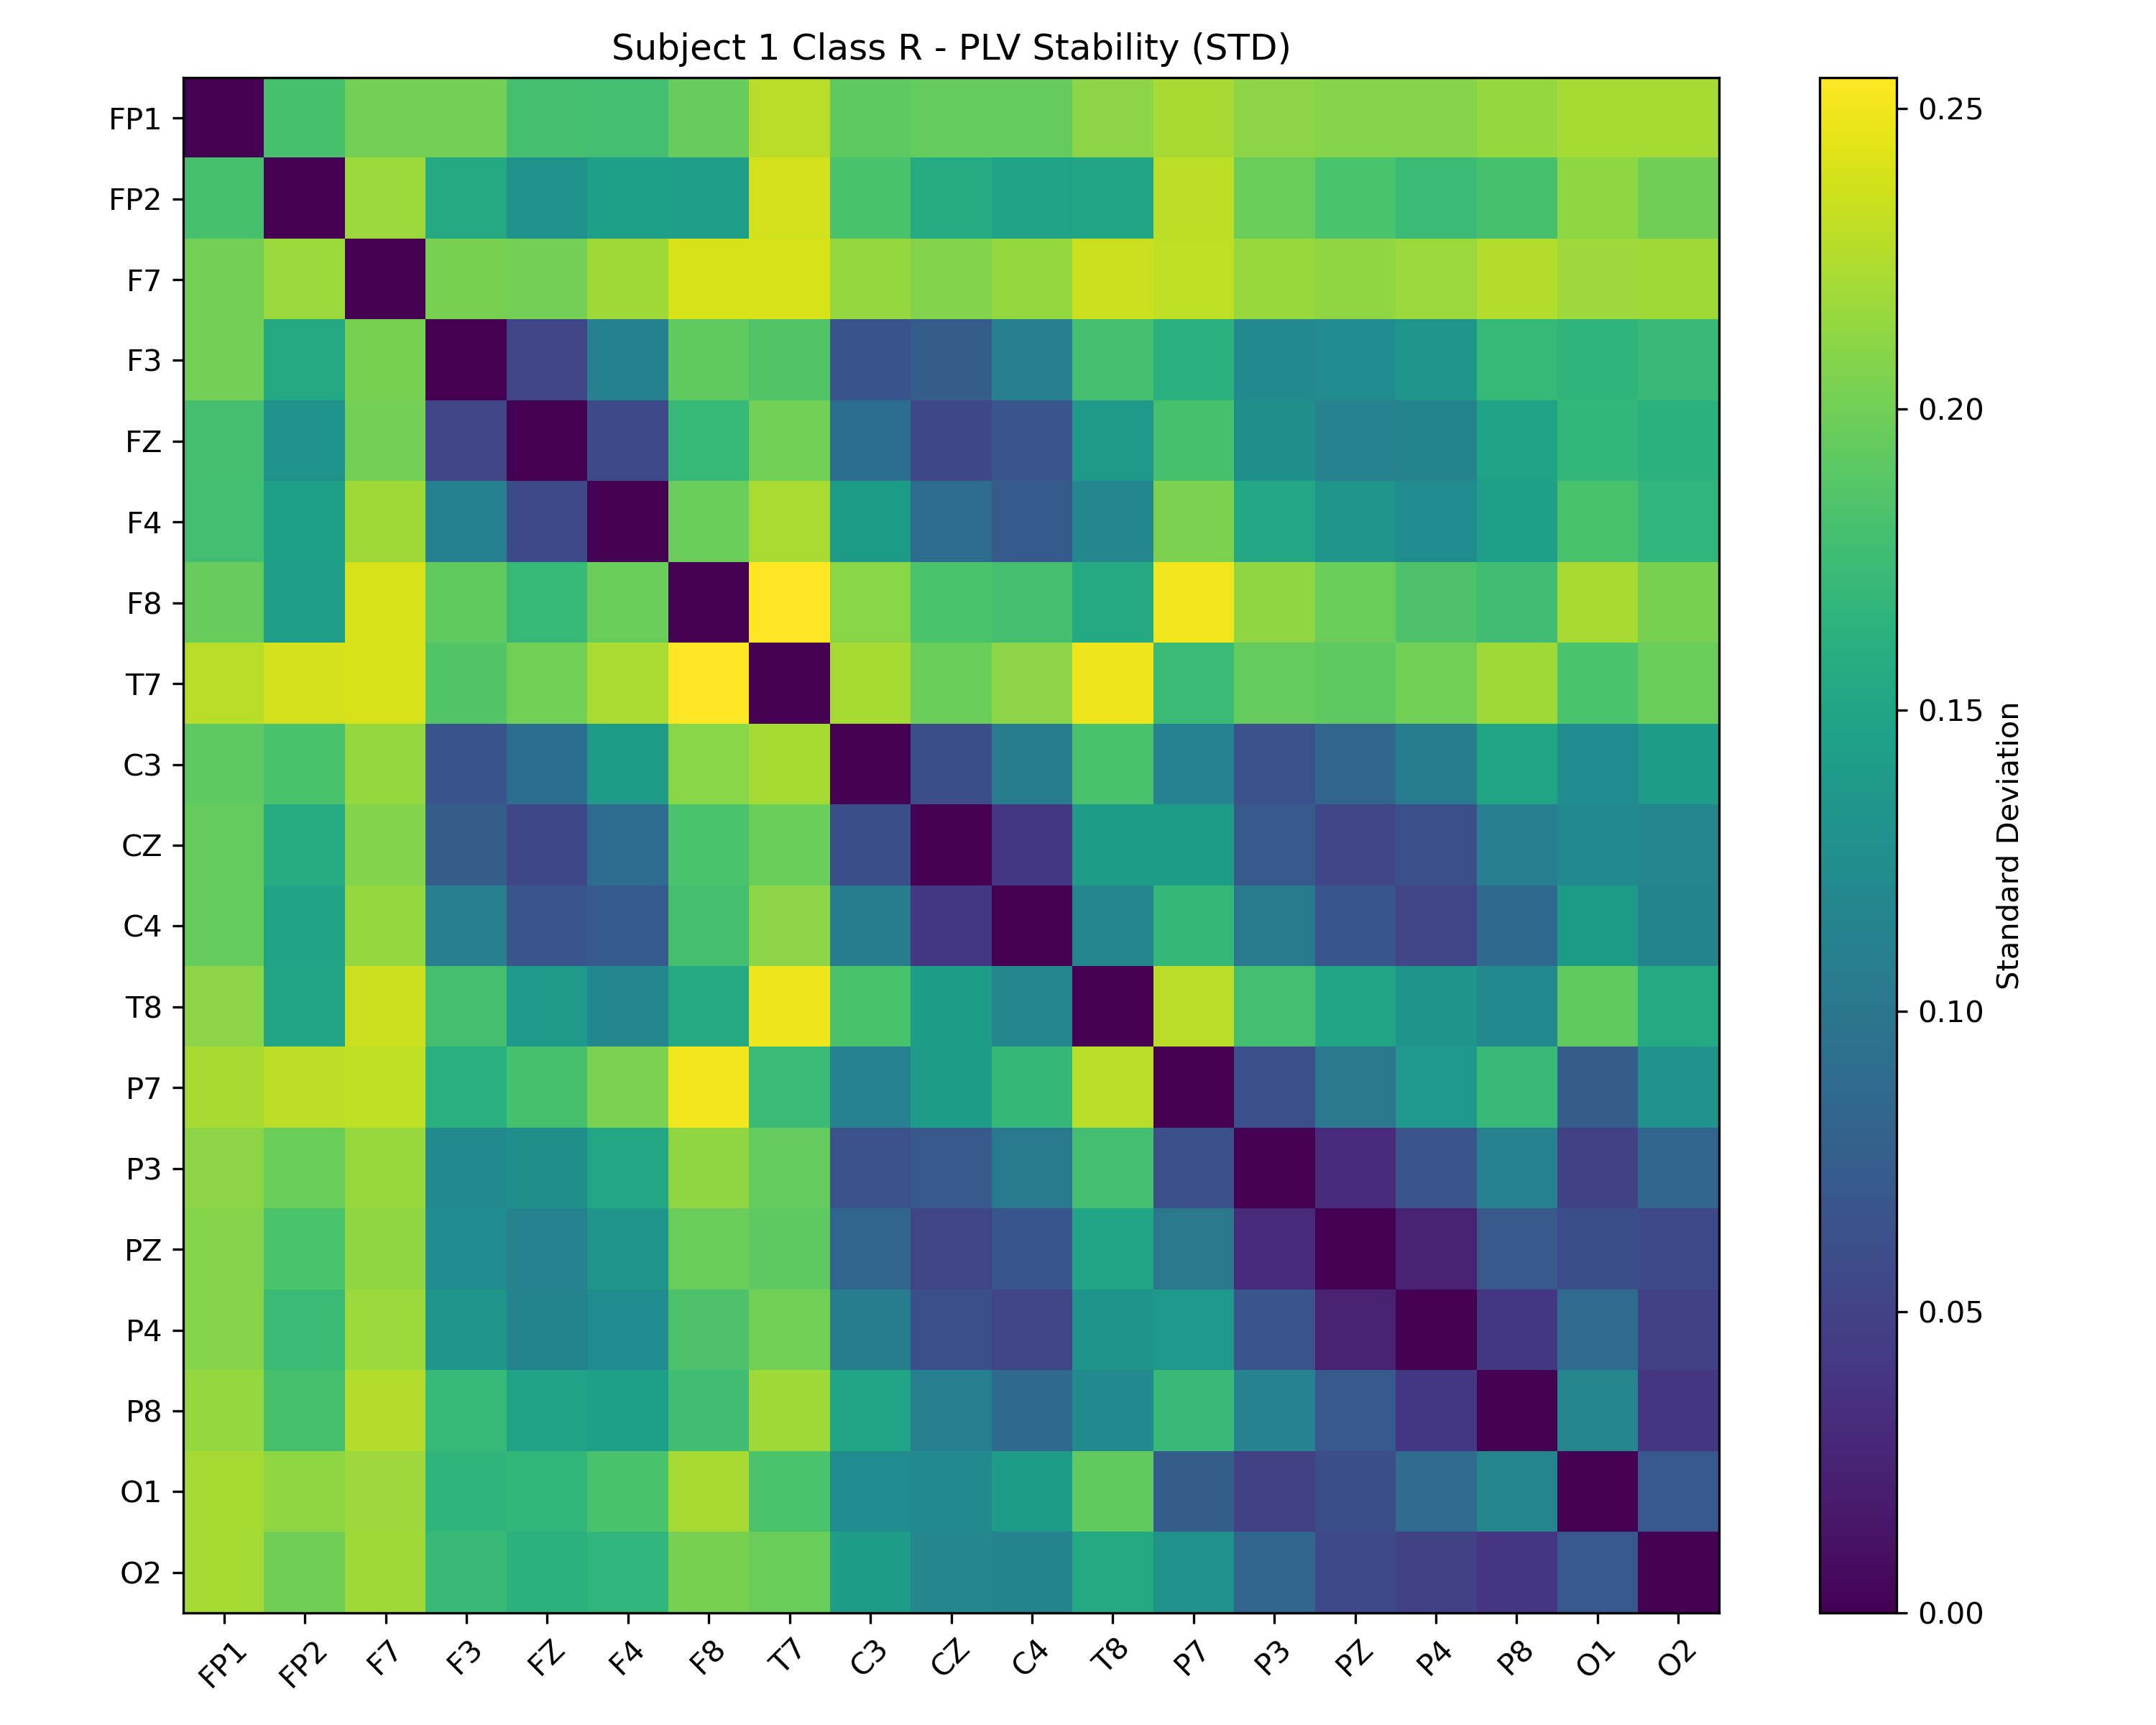 Subject 1 Class R - PLV Stability (STD)
FP1
FP2
F7
F3
FZ
F4
F8
T7
C3
CZ
C4
T8
P7
P3
PZ
P4
P8
O1
O2
FP1 FP2 F7 F3 FZ F4 F8 T7 C3 CZ C4 T8 P7 P3 PZ P4 P8 O1 O2
0.25
0.20
0.15
0.10
0.05
0.00
Standard Deviation